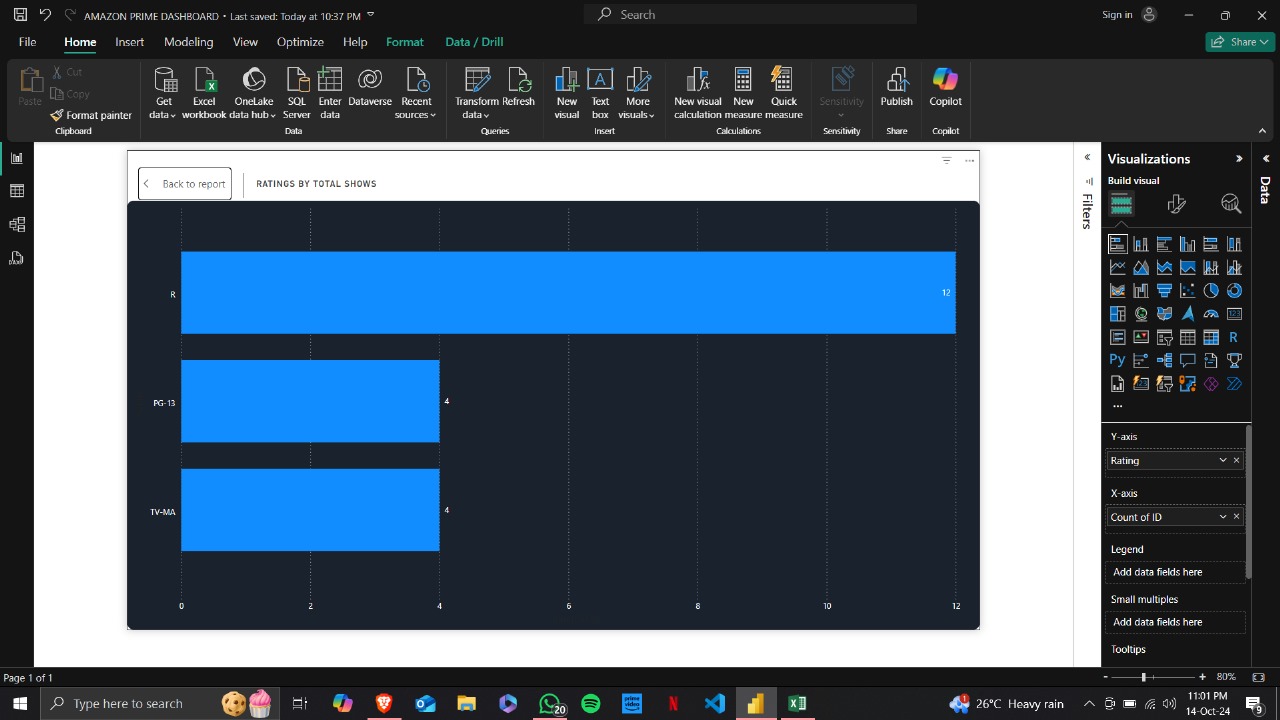 AMAZON PRIME DASHBOARD • Last saved: Today at 10:37 PM
Search
Sign in
File
Home
Insert
Modeling
View
Optimize
Help
Format
Data / Drill
Share
Paste
Cut
Copy
Format painter
Clipboard
Get data
Excel workbook
OneLake data hub
SQL Server
Enter data
Dataverse
Recent sources
Data
Transform data
Refresh
Queries
New visual
Text box
More visuals
Insert
New visual calculation
New measure
Quick measure
Calculations
Sensitivity
Sensitivity
Publish
Share
Copilot
Copilot
Back to report
RATINGS BY TOTAL SHOWS
R
12
PG-13
4
TV-MA
4
0 2 4 6 8 10 12
Filters
Visualizations
Build visual
123
R
Py
123
Y-axis
Rating
X-axis
Count of ID
Legend
Add data fields here
Small multiples
Add data fields here
Tooltips
Data
Page 1 of 1
- + 80%
Type here to search
20
prime video
N
1
26°C Heavy rain
11:01 PM
14-Oct-24
9